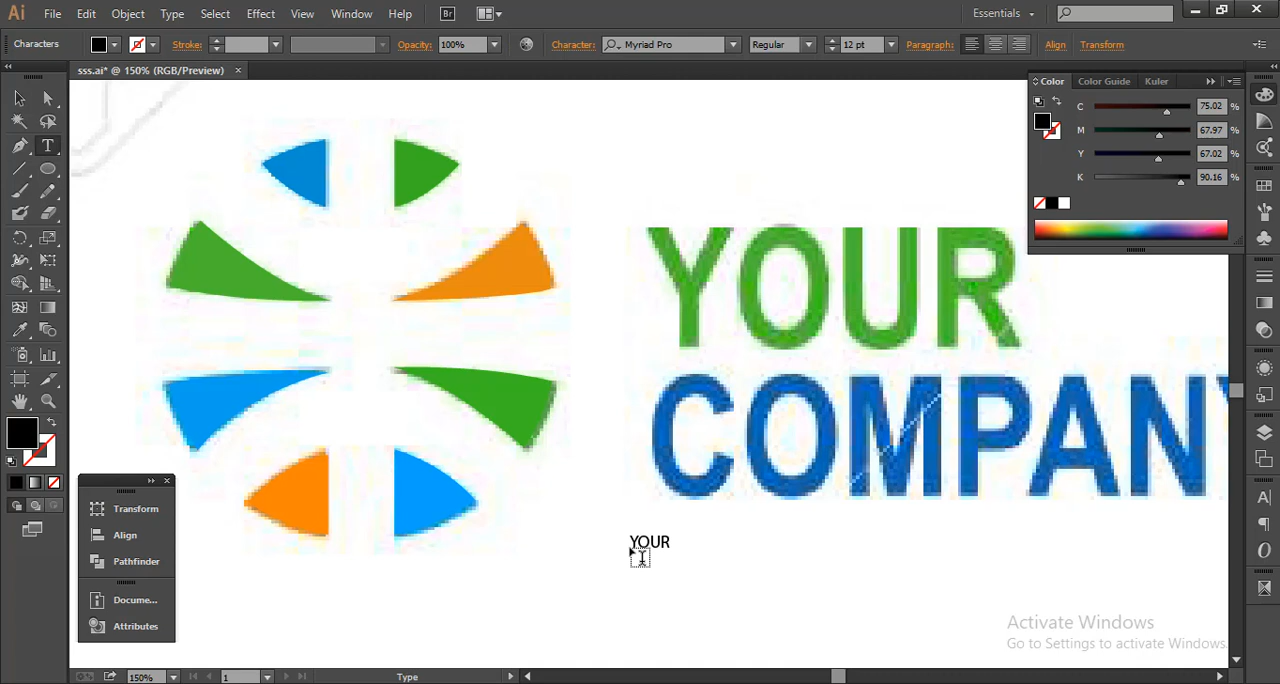 Ai File Edit Object Type Select Effect View Window Help Br Essentials
Characters Stroke: Opacity: 100% Character: Myriad Pro Regular 12 pt Paragraph: Align Transform
sss.ai* @ 150% (RGB/Preview) ×
Color Color Guide Kuler
C 75.02 %
M 67.97 %
Y 67.02 %
K 90.16 %
YOUR
COMPANY
YOUR
Transform
Align
Pathfinder
Docume...
Attributes
Activate Windows
Go to Settings to activate Windows.
150% 1 Type